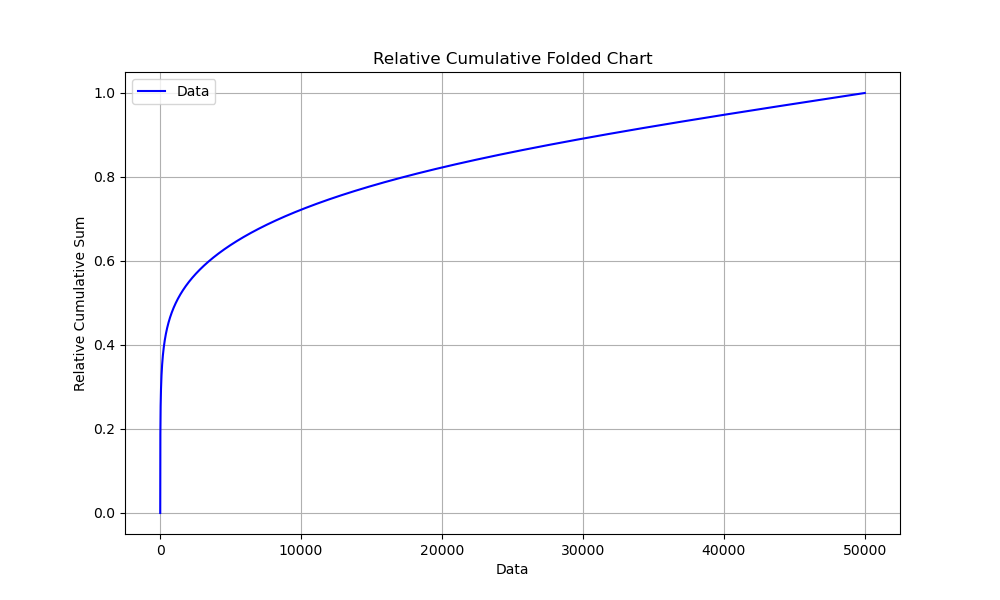 Relative Cumulative Folded Chart
Data
Relative Cumulative Sum
1.0
0.8
0.6
0.4
0.2
0.0
0 10000 20000 30000 40000 50000
Data